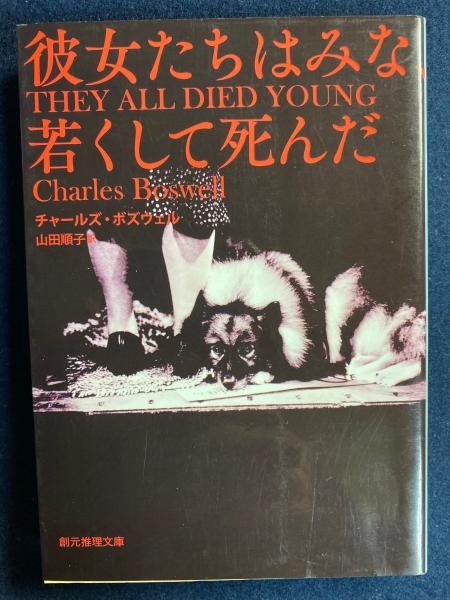 彼女たちはみな、
THEY ALL DIED YOUNG
若くして死んだ
Charles Boswell
チャールズ・ボズウェル
山田順子訳
創元推理文庫